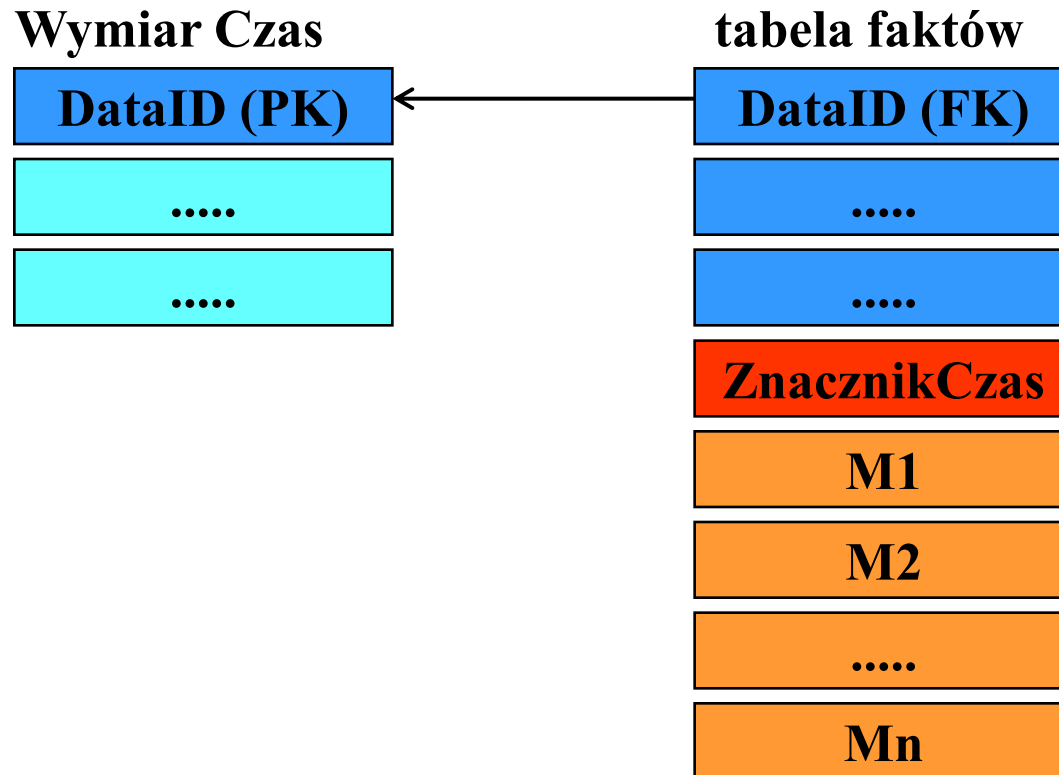 Wymiar Czas
DataID (PK)
.....
.....
tabela faktów
DataID (FK)
.....
.....
ZnacznikCzas
M1
M2
.....
Mn